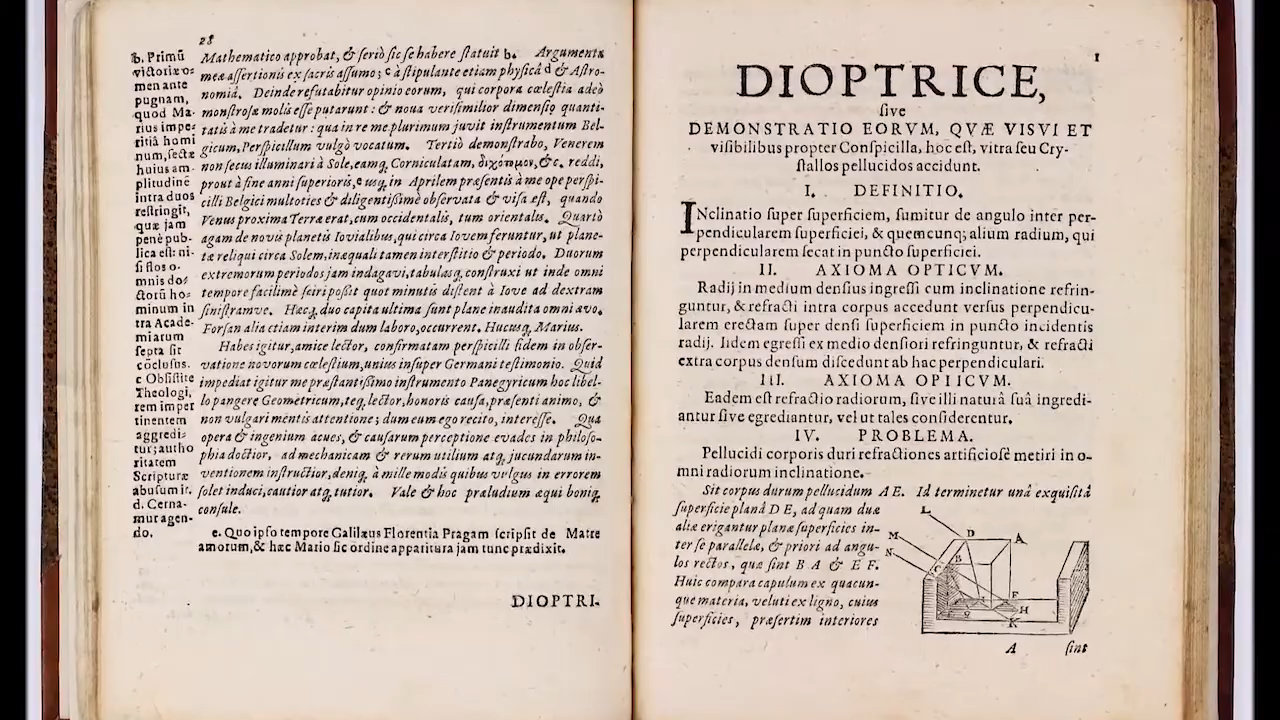 28
b. Primũ
victoriæ o-
men ante
pugnam,
quod Ma-
rius impe-
ritiā homi
num, sectæ
huius am-
plitudinē
intra duos
restringit,
quæ jam
penè pub-
lica est: ni-
si flos o-
mnis do-
ctorũ ho-
minum in
tra Acade-
miarum
septa sit
cōclusus.
c Obsistite
Theologi,
rem imper
tinentem
aggredi-
tur; autho
ritatem
Scripturæ
abusum it.
d. Cerna-
mur agen-
do.
Mathematico approbat, & seriò sic se habere statuit b. Argumenta
meæ assertionis ex sacris assumo; c à stipulante etiam physicâ d & Astro-
nomiâ. Deinde refutabitur opinio eorum, qui corpora cælestia adeò
monstrosæ molis esse putarunt: & noua verisimilior dimensio quanti-
tatis à me tradetur: qua in re me plurimum juvit instrumentum Bel-
gicum, Perspicillum vulgò vocatum. Tertiò demonstrabo, Venerem
non secus illuminari à Sole, eamq, Corniculatam, διχότομον, &c. reddi,
prout à fine anni superioris, e usq, in Aprilem præsentis à me ope perspi-
cilli Belgici multoties & diligentißimè observata & visa est, quando
Venus proxima Terræ erat, cum occidentalis, tum orientalis. Quartò
agam de novis planetis Iovialibus, qui circa Iovem feruntur, ut plane-
tæ reliqui circa Solem, inæquali tamen interstitio & periodo. Duorum
extremorum periodos jam indagavi, tabulasq, construxi ut inde omni
tempore facilimè sciri poßit quot minutis distent à Iove ad dextram
sinistramve. Hæcq, duo capita ultima sunt plane inaudita omni ævo.
Forsan alia etiam interim dum laboro, occurrent. Hucusq, Marius.
Habes igitur, amice lector, confirmatam perspicilli fidem in obser-
vatione novorum cælestium, unius insuper Germani testimonio. Quid
impediat igitur me præstantißimo instrumento Panegyricum hoc libel-
lo pangere Geometricum, teq, lector, honoris causa, præsenti animo, &
non vulgari mentis attentione; dum eum ego recito, interesse. Qua
opera & ingenium acues, & causarum perceptione evades in philoso-
phia doctior, ad mechanicam & rerum utilium atq, jucundarum in-
ventionem instructior, deniq, à mille modis quibus vulgus in errorem
solet induci, cautior atq, tutior. Vale & hoc præludium æqui boniq,
consule.
e. Quo ipso tempore Galilæus Florentia Pragam scripsit de Matre
amorum, & hæc Mario sic ordine apparitura jam tunc prædixit.
DIOPTRI-
1
DIOPTRICE,
sive
DEMONSTRATIO EORVM, QVÆ VISVI ET
visibilibus propter Conspicilla, hoc est, vitra seu Cry-
stallos pellucidos accidunt.
I. DEFINITIO.
INclinatio super superficiem, sumitur de angulo inter per-
pendicularem superficiei, & quemcunq; alium radium, qui
perpendicularem secat in puncto superficiei.
II. AXIOMA OPTICVM.
Radij in medium densius ingressi cum inclinatione refrin-
guntur, & refracti intra corpus accedunt versus perpendicu-
larem erectam super densi superficiem in puncto incidentis
radij. Iidem egressi ex medio densiori refringuntur, & refracti
extra corpus densum discedunt ab hac perpendiculari.
III. AXIOMA OPTICVM.
Eadem est refractio radiorum, sive illi naturâ suâ ingredi-
antur sive egrediantur, vel ut tales considerentur.
IV. PROBLEMA.
Pellucidi corporis duri refractiones artificiosè metiri in o-
mni radiorum inclinatione.
Sit corpus durum pellucidum A E. Id terminetur unâ exquisitâ
superficie planâ D E, ad quam duæ
aliæ erigantur planæ superficies in-
ter se parallelæ, & priori ad angu-
los rectos, quæ sint B A & E F.
Huic compara capulum ex quacun-
que materia, veluti ex ligno, cuius
superficies, præsertim interiores
L
M
D
A
N
B
C
F
H
K
A
sint